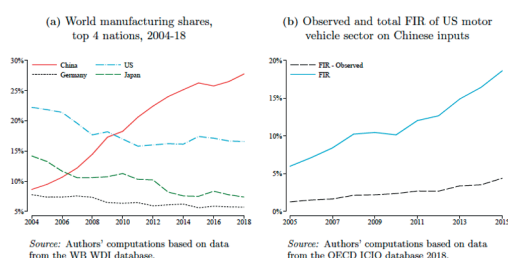 (a) World manufacturing shares,
top 4 nations, 2004-18
30%
25%
20%
15%
10%
5%
China
US
Germany
Japan
2004 2006 2008 2010 2012 2014 2016 2018
Source: Authors' computations based on data
from the WB WDI database.
(b) Observed and total FIR of US motor
vehicle sector on Chinese inputs
20%
15%
10%
5%
0%
FIR - Observed
FIR
2005 2007 2009 2011 2013 2015
Source: Authors' computations based on data
from the OECD ICIO database 2018.